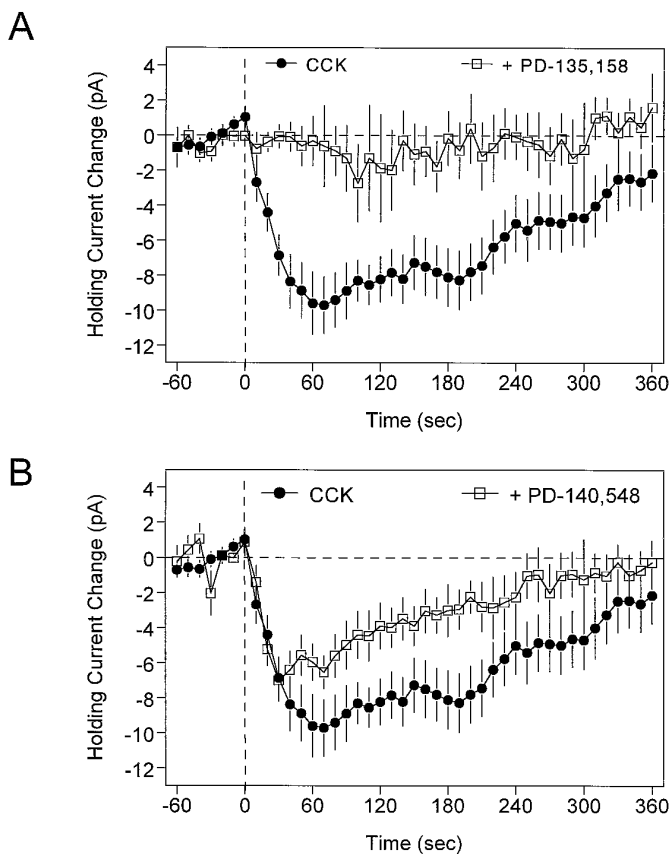 A
CCK
+ PD-135,158
Holding Current Change (pA)
4
2
0
-2
-4
-6
-8
-10
-12
-60 0 60 120 180 240 300 360
Time (sec)
B
CCK
+ PD-140,548
Holding Current Change (pA)
4
2
0
-2
-4
-6
-8
-10
-12
-60 0 60 120 180 240 300 360
Time (sec)